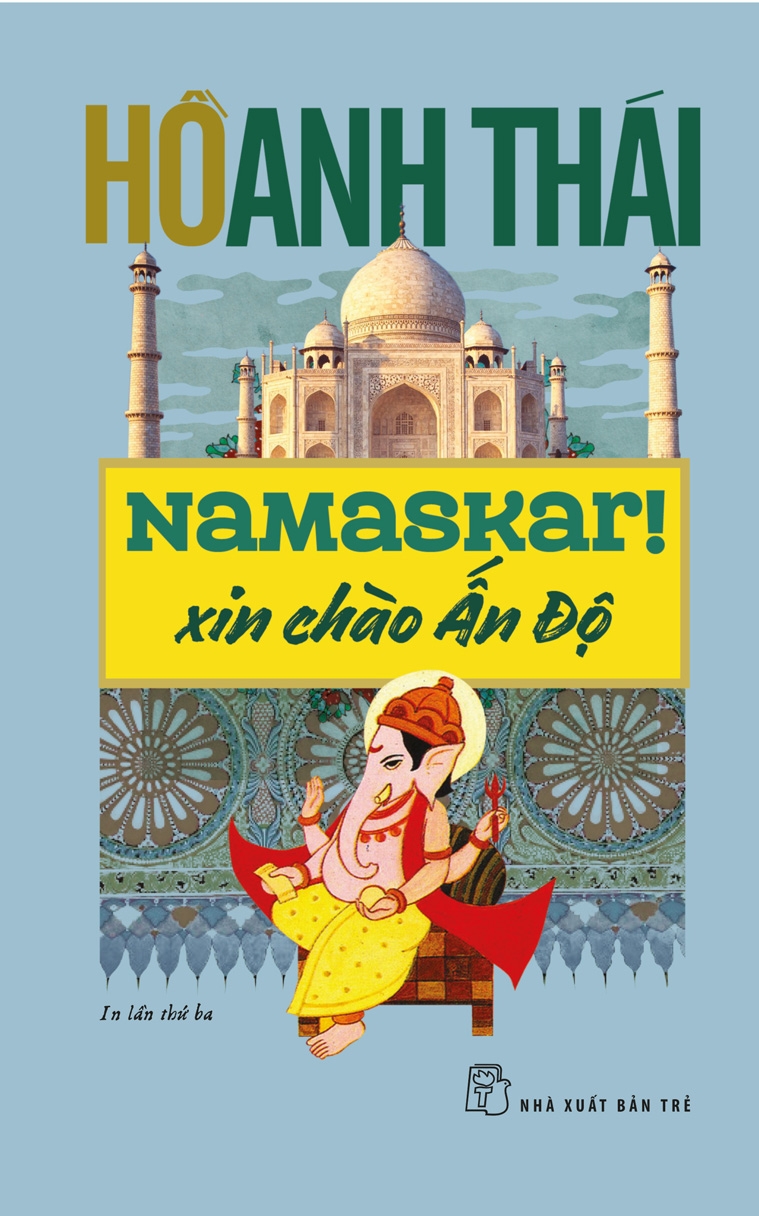 HỒ ANH THÁI
NAMASKAR!
xin chào Ấn Độ
In lần thứ ba
NHÀ XUẤT BẢN TRẺ